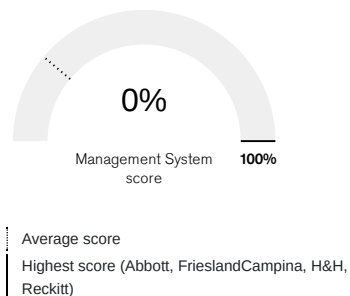 0%
Management System
score
100%
Average score
Highest score (Abbott, FrieslandCampina, H&H,
Reckitt)